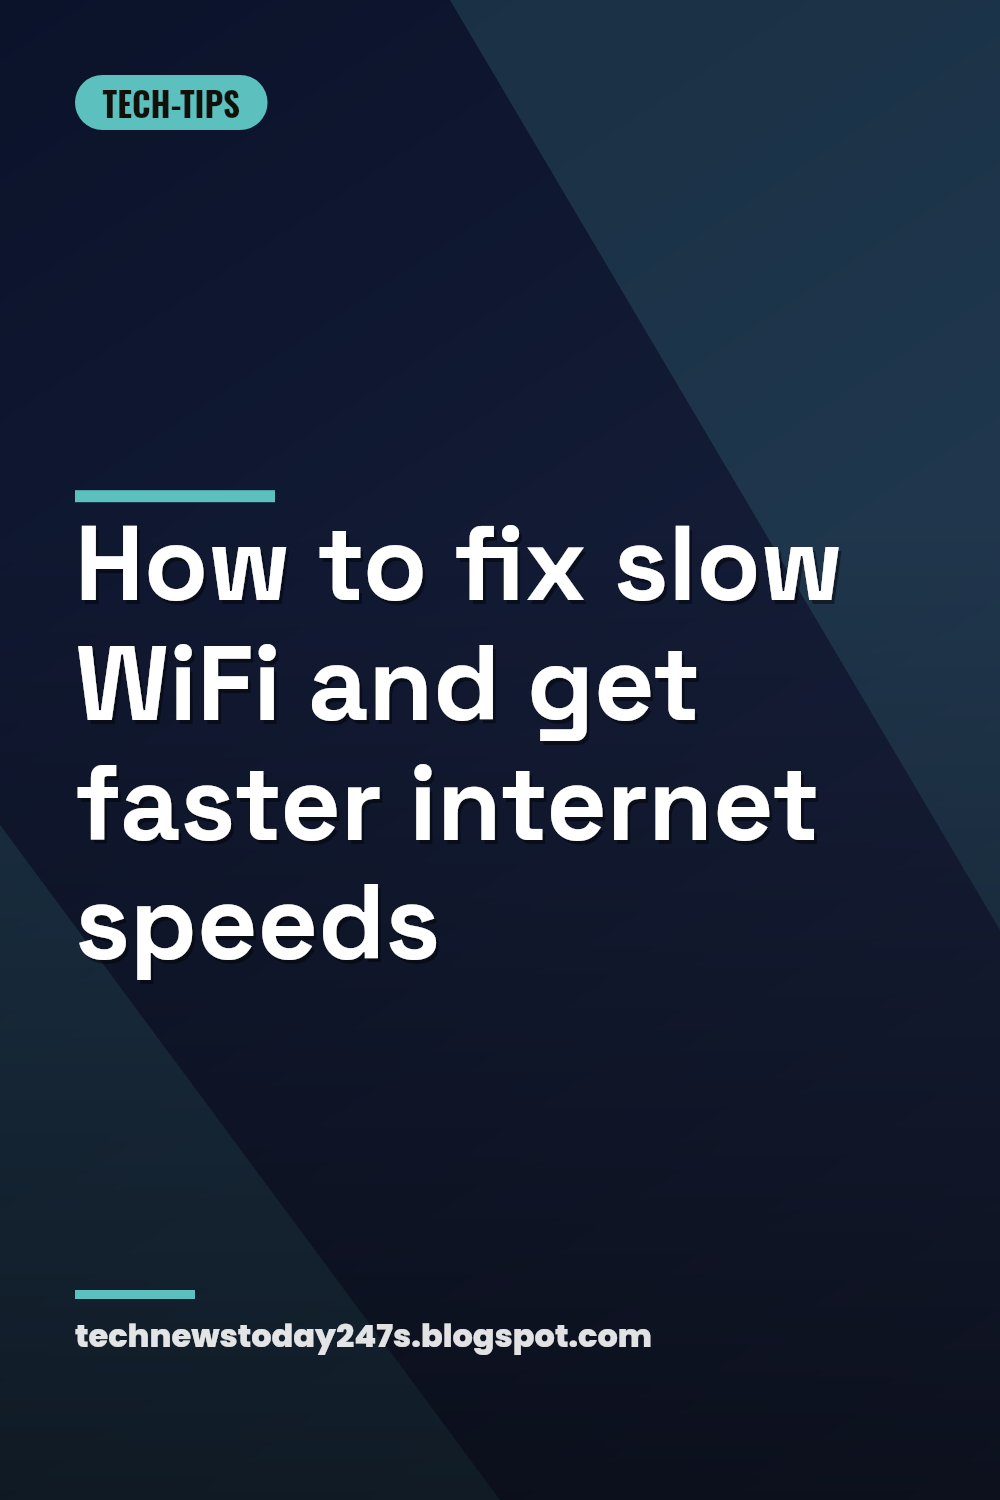 TECH-TIPS
How to fix slow
WiFi and get
faster internet
speeds
technewstoday247s.blogspot.com